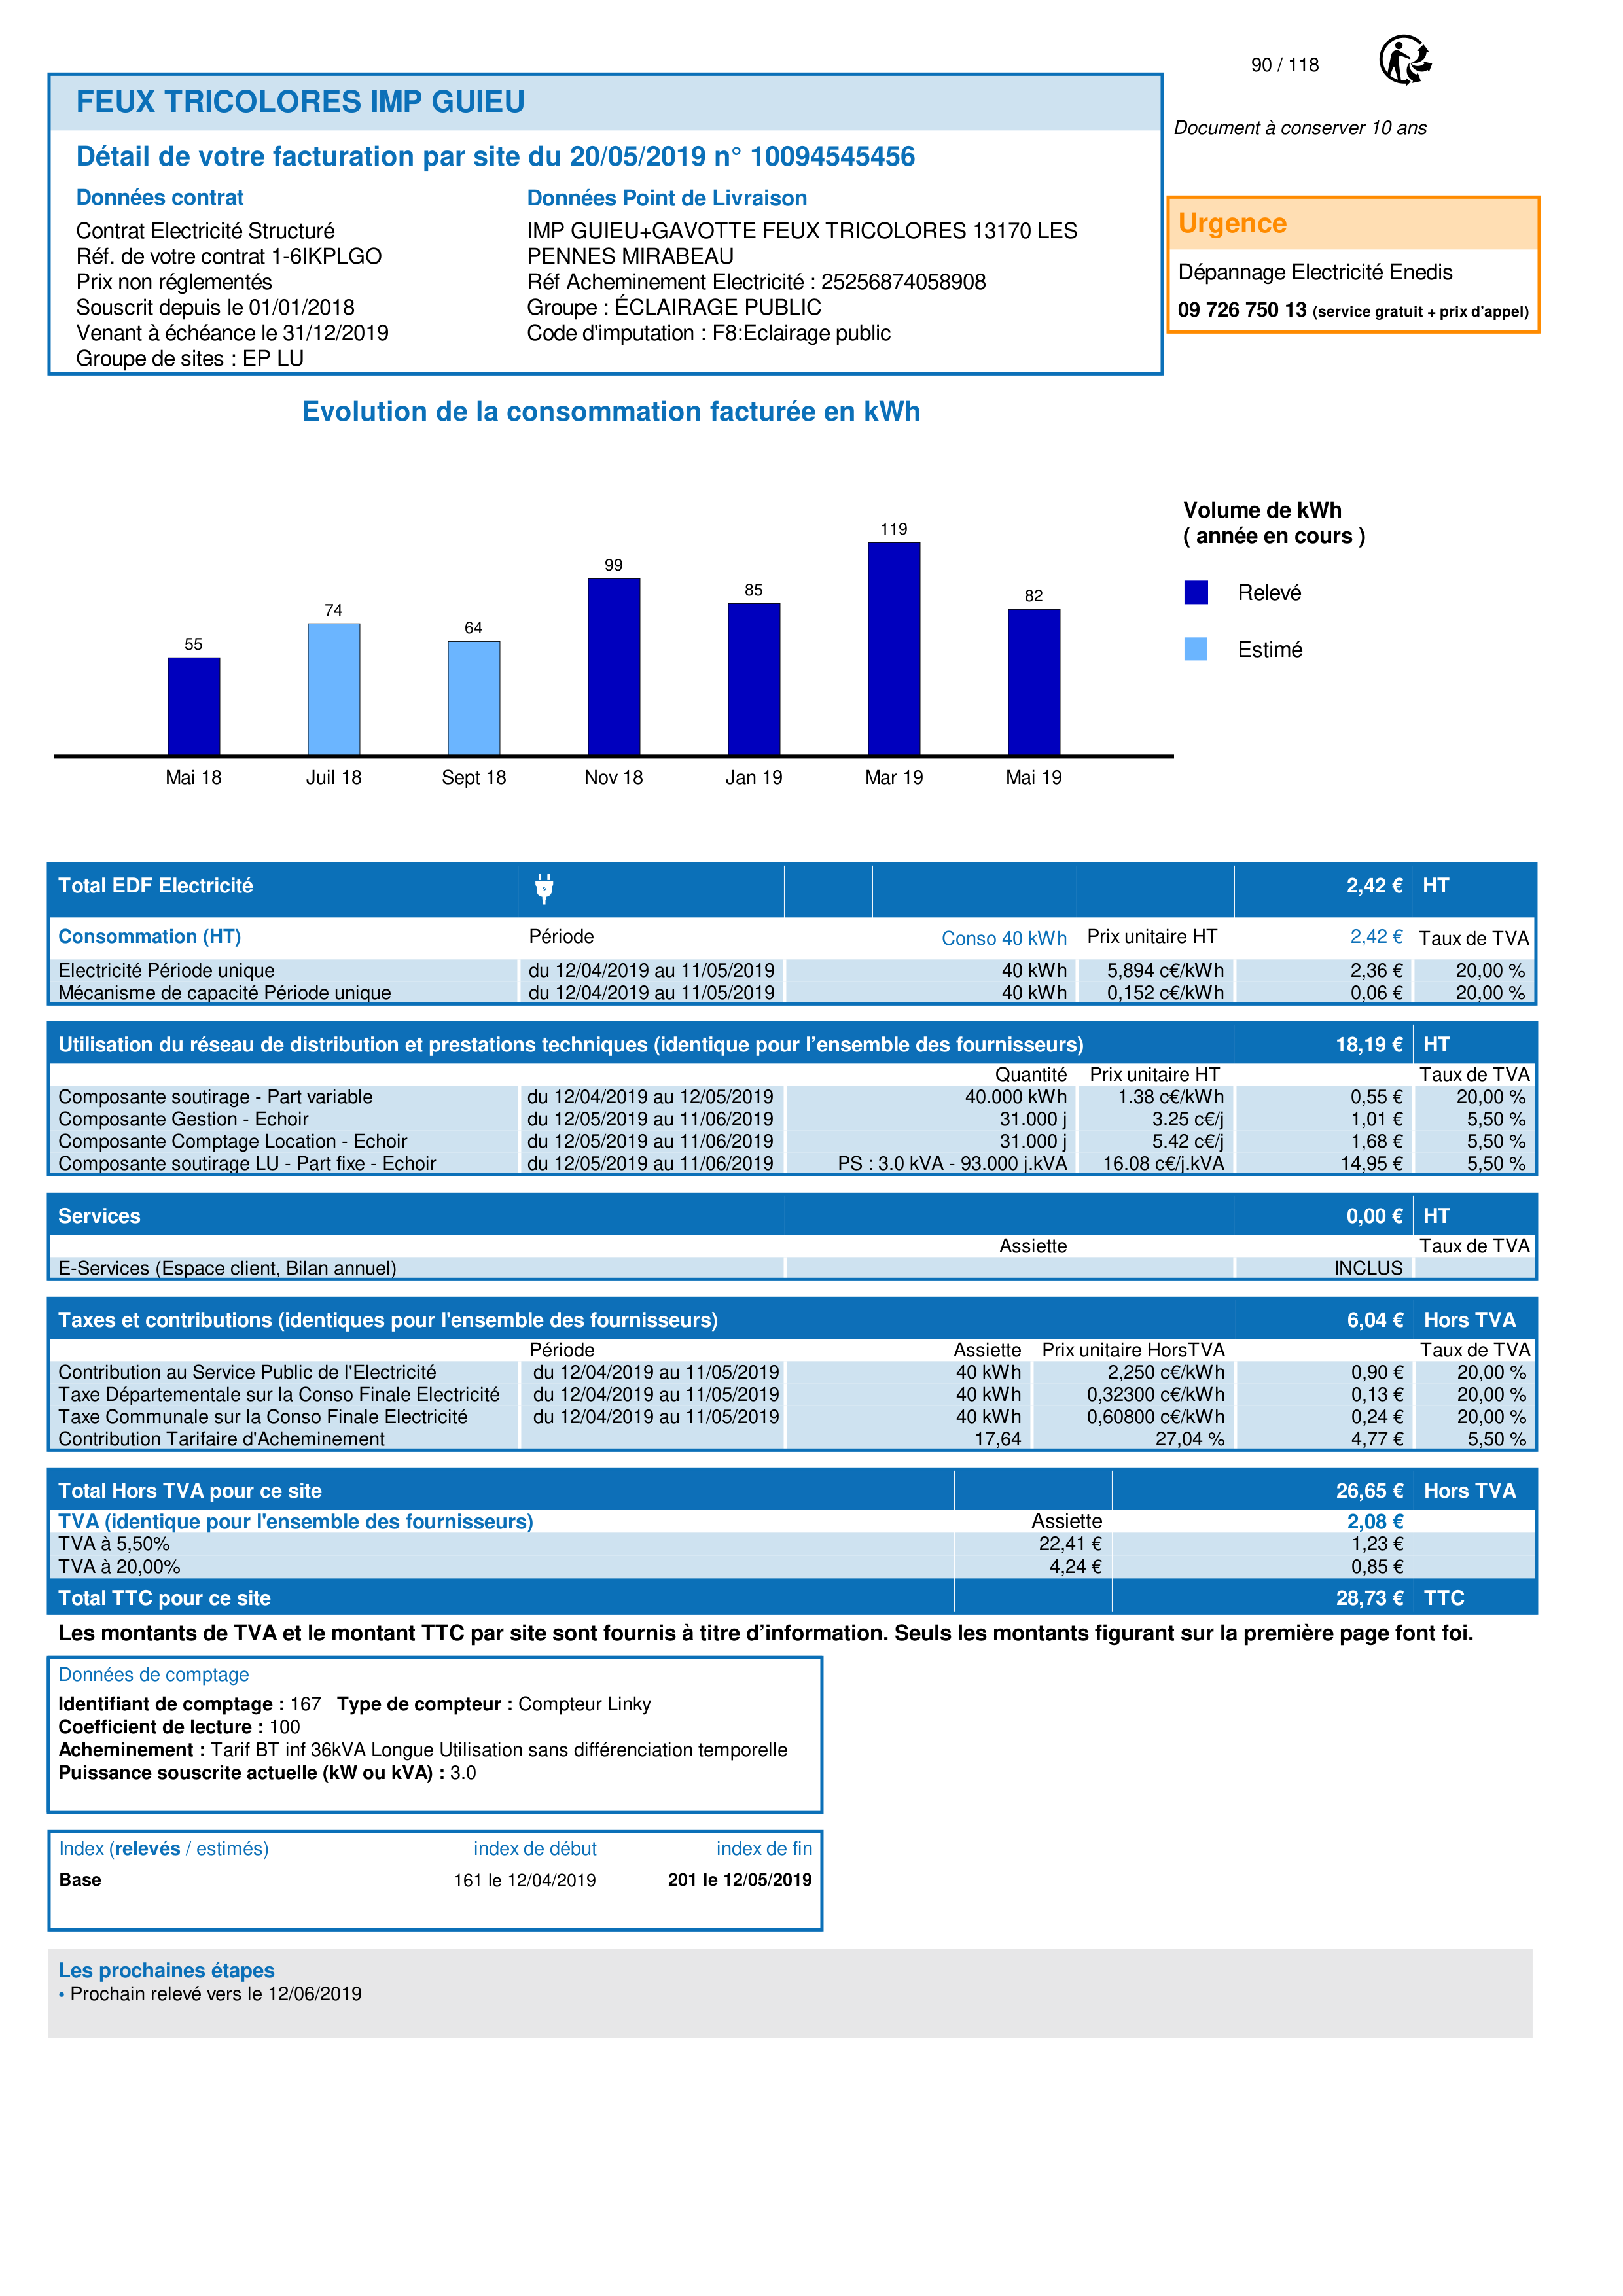 90 / 118
FEUX TRICOLORES IMP GUIEU
Document à conserver 10 ans
Détail de votre facturation par site du 20/05/2019 n° 10094545456
Données contrat
Contrat Electricité Structuré
Réf. de votre contrat 1-6IKPLGO
Prix non réglementés
Souscrit depuis le 01/01/2018
Venant à échéance le 31/12/2019
Groupe de sites : EP LU
Données Point de Livraison
IMP GUIEU+GAVOTTE FEUX TRICOLORES 13170 LES
PENNES MIRABEAU
Réf Acheminement Electricité : 25256874058908
Groupe : ÉCLAIRAGE PUBLIC
Code d'imputation : F8:Eclairage public
Urgence
Dépannage Electricité Enedis
09 726 750 13 (service gratuit + prix d'appel)
Evolution de la consommation facturée en kWh
55 74 64 99 85 119 82
Mai 18 Juil 18 Sept 18 Nov 18 Jan 19 Mar 19 Mai 19
Volume de kWh
( année en cours )
Relevé
Estimé
Total EDF Electricité 2,42 € HT
Consommation (HT) Période Conso 40 kWh Prix unitaire HT 2,42 € Taux de TVA
Electricité Période unique du 12/04/2019 au 11/05/2019 40 kWh 5,894 c€/kWh 2,36 € 20,00 %
Mécanisme de capacité Période unique du 12/04/2019 au 11/05/2019 40 kWh 0,152 c€/kWh 0,06 € 20,00 %
Utilisation du réseau de distribution et prestations techniques (identique pour l'ensemble des fournisseurs) 18,19 € HT
Quantité Prix unitaire HT Taux de TVA
Composante soutirage - Part variable du 12/04/2019 au 12/05/2019 40.000 kWh 1.38 c€/kWh 0,55 € 20,00 %
Composante Gestion - Echoir du 12/05/2019 au 11/06/2019 31.000 j 3.25 c€/j 1,01 € 5,50 %
Composante Comptage Location - Echoir du 12/05/2019 au 11/06/2019 31.000 j 5.42 c€/j 1,68 € 5,50 %
Composante soutirage LU - Part fixe - Echoir du 12/05/2019 au 11/06/2019 PS : 3.0 kVA - 93.000 j.kVA 16.08 c€/j.kVA 14,95 € 5,50 %
Services 0,00 € HT
Assiette Taux de TVA
E-Services (Espace client, Bilan annuel) INCLUS
Taxes et contributions (identiques pour l'ensemble des fournisseurs) 6,04 € Hors TVA
Période Assiette Prix unitaire HorsTVA Taux de TVA
Contribution au Service Public de l'Electricité du 12/04/2019 au 11/05/2019 40 kWh 2,250 c€/kWh 0,90 € 20,00 %
Taxe Départementale sur la Conso Finale Electricité du 12/04/2019 au 11/05/2019 40 kWh 0,32300 c€/kWh 0,13 € 20,00 %
Taxe Communale sur la Conso Finale Electricité du 12/04/2019 au 11/05/2019 40 kWh 0,60800 c€/kWh 0,24 € 20,00 %
Contribution Tarifaire d'Acheminement 17,64 27,04 % 4,77 € 5,50 %
Total Hors TVA pour ce site 26,65 € Hors TVA
TVA (identique pour l'ensemble des fournisseurs) Assiette 2,08 €
TVA à 5,50% 22,41 € 1,23 €
TVA à 20,00% 4,24 € 0,85 €
Total TTC pour ce site 28,73 € TTC
Les montants de TVA et le montant TTC par site sont fournis à titre d'information. Seuls les montants figurant sur la première page font foi.
Données de comptage
Identifiant de comptage : 167 Type de compteur : Compteur Linky
Coefficient de lecture : 100
Acheminement : Tarif BT inf 36kVA Longue Utilisation sans différenciation temporelle
Puissance souscrite actuelle (kW ou kVA) : 3.0
Index (relevés / estimés) index de début index de fin
Base 161 le 12/04/2019 201 le 12/05/2019
Les prochaines étapes
• Prochain relevé vers le 12/06/2019